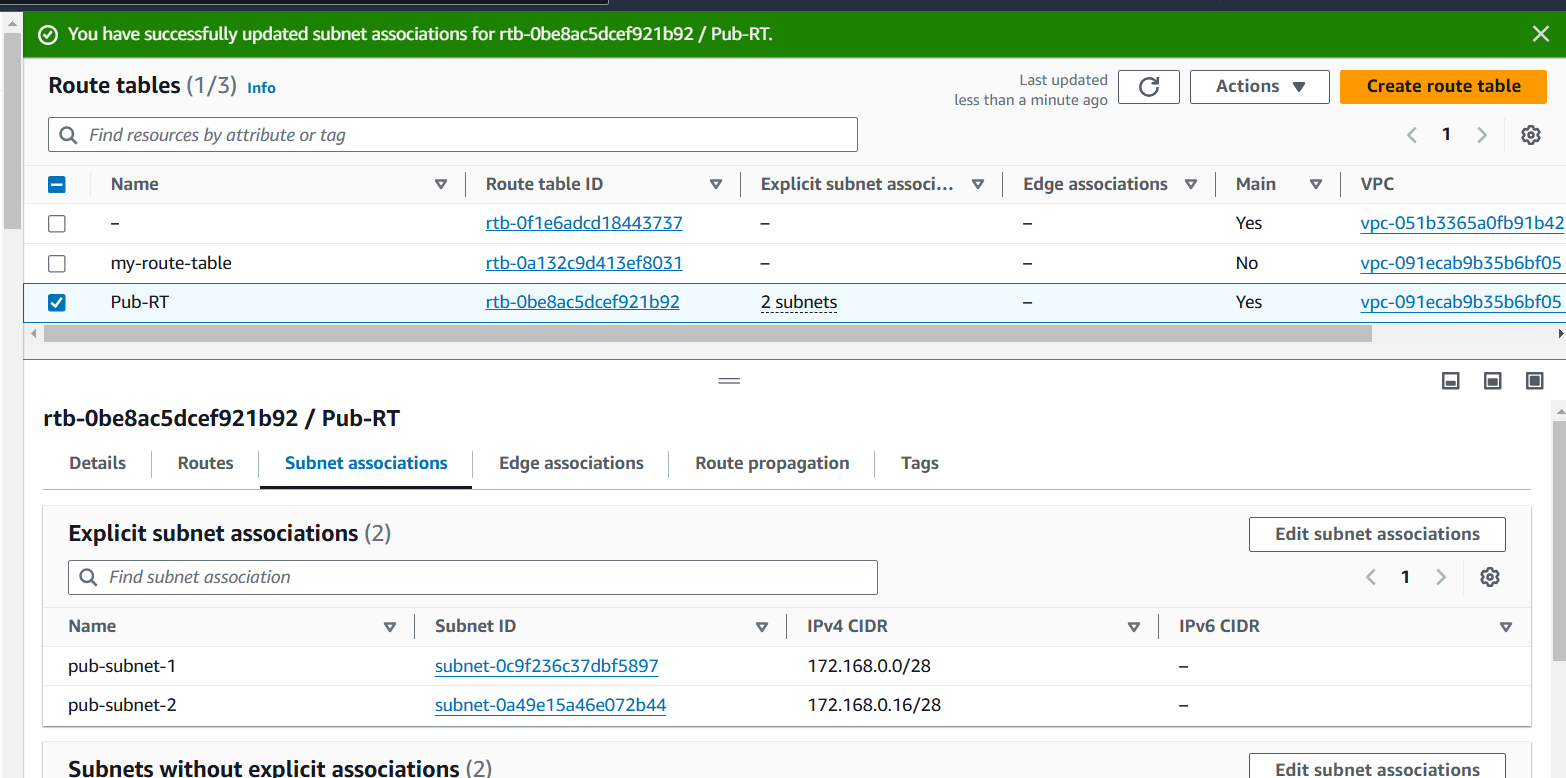 You have successfully updated subnet associations for rtb-0be8ac5dcef921b92 / Pub-RT.
Route tables (1/3) Info
Last updated
less than a minute ago
Actions
Create route table
Find resources by attribute or tag
1
Name Route table ID Explicit subnet associ... Edge associations Main VPC
– rtb-0f1e6adcd18443737 – – Yes vpc-051b3365a0fb91b42
my-route-table rtb-0a132c9d413ef8031 – – No vpc-091ecab9b35b6bf05
Pub-RT rtb-0be8ac5dcef921b92 2 subnets – Yes vpc-091ecab9b35b6bf05
rtb-0be8ac5dcef921b92 / Pub-RT
Details Routes Subnet associations Edge associations Route propagation Tags
Explicit subnet associations (2)
Edit subnet associations
Find subnet association
1
Name Subnet ID IPv4 CIDR IPv6 CIDR
pub-subnet-1 subnet-0c9f236c37dbf5897 172.168.0.0/28 –
pub-subnet-2 subnet-0a49e15a46e072b44 172.168.0.16/28 –
Subnets without explicit associations (2)
Edit subnet associations